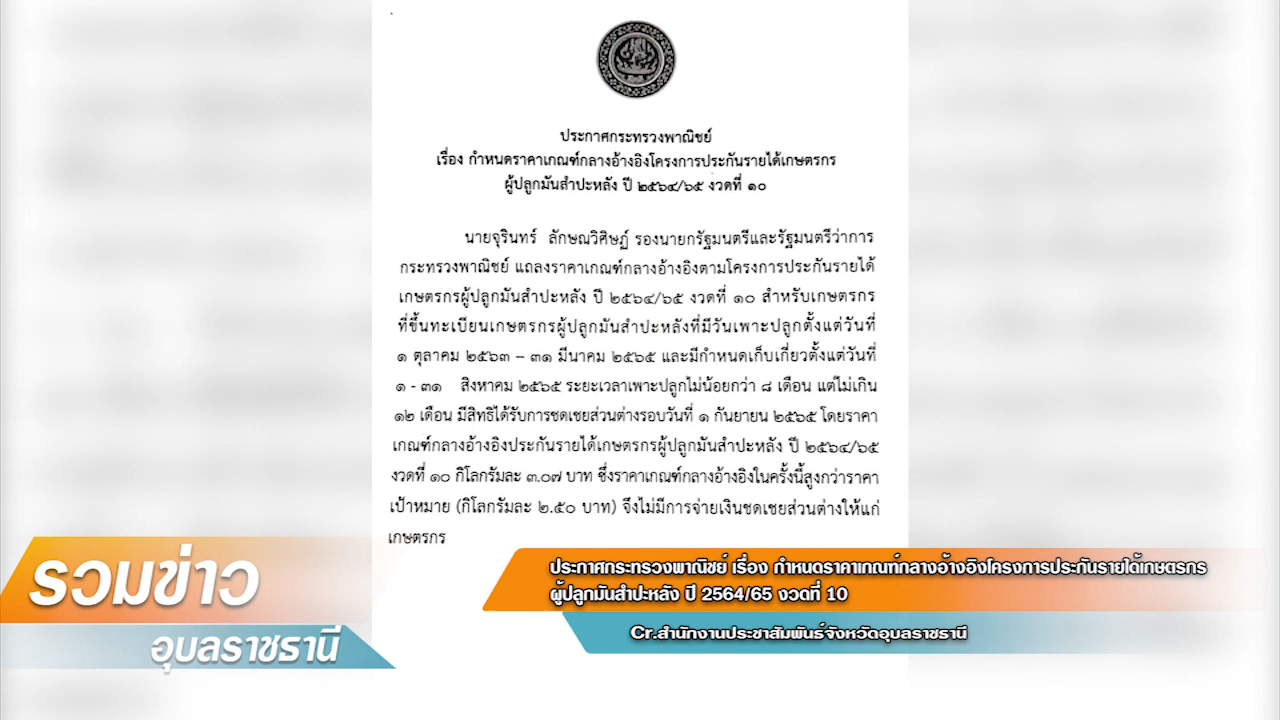 ประกาศกระทรวงพาณิชย์
เรื่อง กำหนดราคาเกณฑ์กลางอ้างอิงโครงการประกันรายได้เกษตรกร
ผู้ปลูกมันสำปะหลัง ปี ๒๕๖๔/๖๕ งวดที่ ๑๐
นายจุรินทร์ ลักษณวิศิษฏ์ รองนายกรัฐมนตรีและรัฐมนตรีว่าการ
กระทรวงพาณิชย์ แถลงราคาเกณฑ์กลางอ้างอิงตามโครงการประกันรายได้
เกษตรกรผู้ปลูกมันสำปะหลัง ปี ๒๕๖๔/๖๕ งวดที่ ๑๐ สำหรับเกษตรกร
ที่ขึ้นทะเบียนเกษตรกรผู้ปลูกมันสำปะหลังที่มีวันเพาะปลูกตั้งแต่วันที่
๑ ตุลาคม ๒๕๖๓ – ๓๑ มีนาคม ๒๕๖๕ และมีกำหนดเก็บเกี่ยวตั้งแต่วันที่
๑ - ๓๑ สิงหาคม ๒๕๖๕ ระยะเวลาเพาะปลูกไม่น้อยกว่า ๘ เดือน แต่ไม่เกิน
๑๒ เดือน มีสิทธิได้รับการชดเชยส่วนต่างรอบวันที่ ๑ กันยายน ๒๕๖๕ โดยราคา
เกณฑ์กลางอ้างอิงประกันรายได้เกษตรกรผู้ปลูกมันสำปะหลัง ปี ๒๕๖๔/๖๕
งวดที่ ๑๐ กิโลกรัมละ ๓.๐๗ บาท ซึ่งราคาเกณฑ์กลางอ้างอิงในครั้งนี้สูงกว่าราคา
เป้าหมาย (กิโลกรัมละ ๒.๕๐ บาท) จึงไม่มีการจ่ายเงินชดเชยส่วนต่างให้แก่
เกษตรกร
รวมข่าว
อุบลราชธานี
ประกาศกระทรวงพาณิชย์ เรื่อง กำหนดราคาเกณฑ์กลางอ้างอิงโครงการประกันรายได้เกษตรกร
ผู้ปลูกมันสำปะหลัง ปี 2564/65 งวดที่ 10
Cr.สำนักงานประชาสัมพันธ์จังหวัดอุบลราชธานี